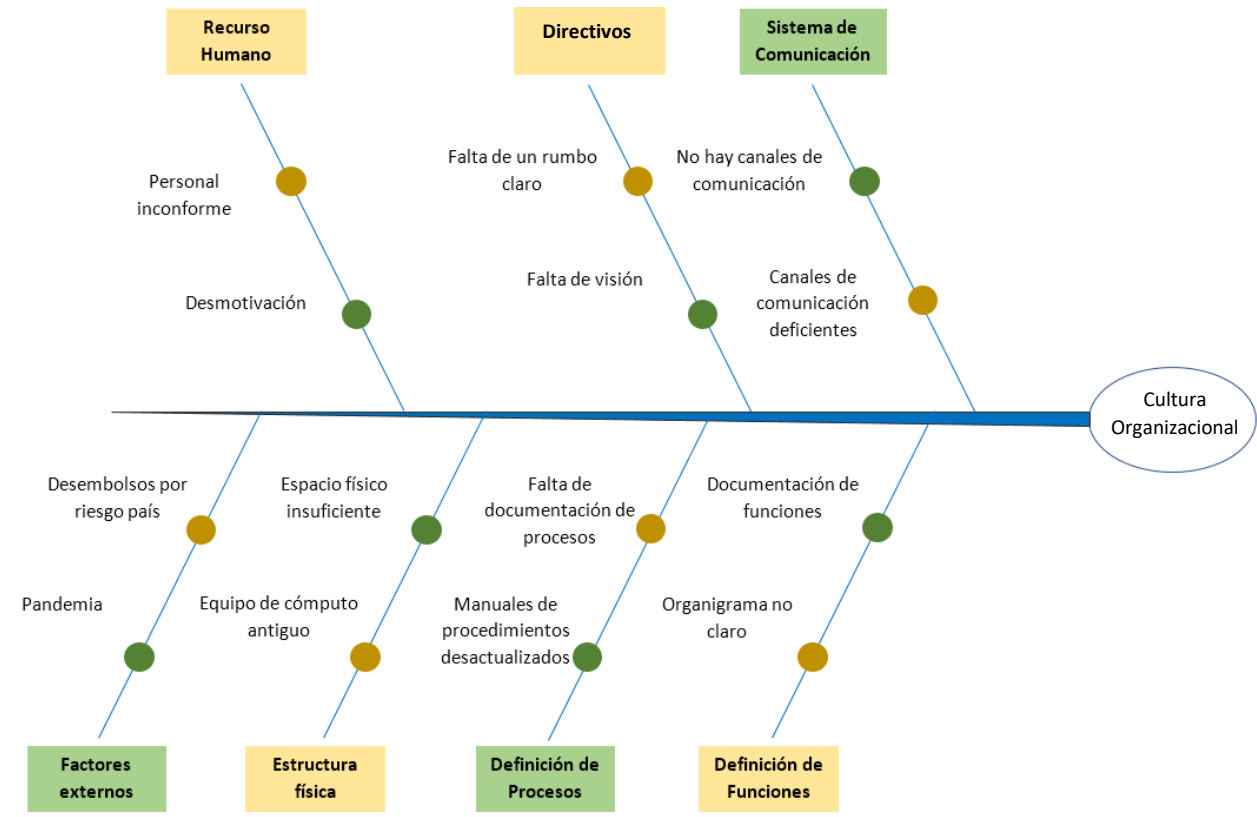 Recurso
Humano
Directivos
Sistema de
Comunicación
Personal
inconforme
Desmotivación
Falta de un rumbo
claro
Falta de visión
No hay canales de
comunicación
Canales de
comunicación
deficientes
Cultura
Organizacional
Desembolsos por
riesgo país
Pandemia
Espacio físico
insuficiente
Equipo de cómputo
antiguo
Falta de
documentación de
procesos
Manuales de
procedimientos
desactualizados
Documentación de
funciones
Organigrama no
claro
Factores
externos
Estructura
física
Definición de
Procesos
Definición de
Funciones